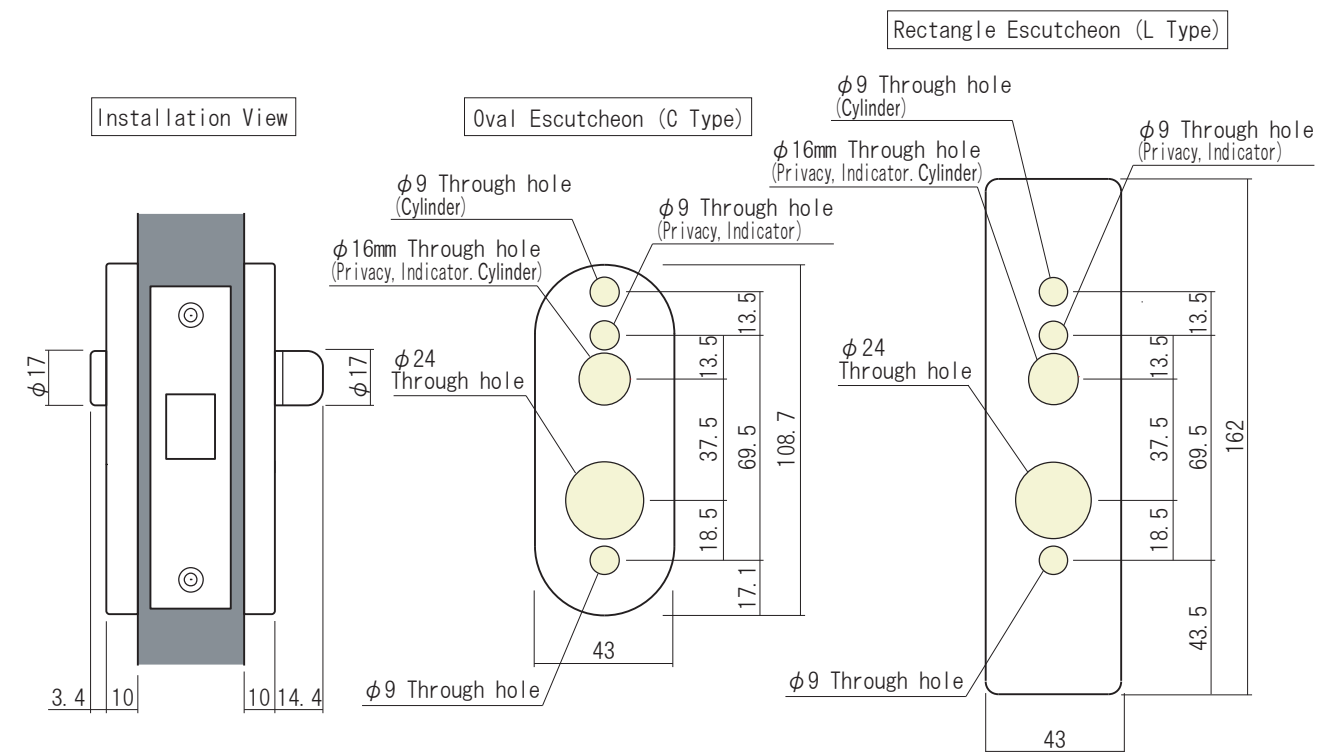 Installation View
φ17
φ17
3.4
10
10
14.4
Oval Escutcheon (C Type)
φ9 Through hole
(Cylinder)
φ9 Through hole
(Privacy, Indicator)
φ16mm Through hole
(Privacy, Indicator. Cylinder)
φ24
Through hole
φ9 Through hole
13.5
13.5
37.5
69.5
108.7
18.5
17.1
43
Rectangle Escutcheon (L Type)
φ9 Through hole
(Cylinder)
φ9 Through hole
(Privacy, Indicator)
φ16mm Through hole
(Privacy, Indicator. Cylinder)
φ24
Through hole
φ9 Through hole
13.5
13.5
37.5
69.5
162
18.5
43.5
43